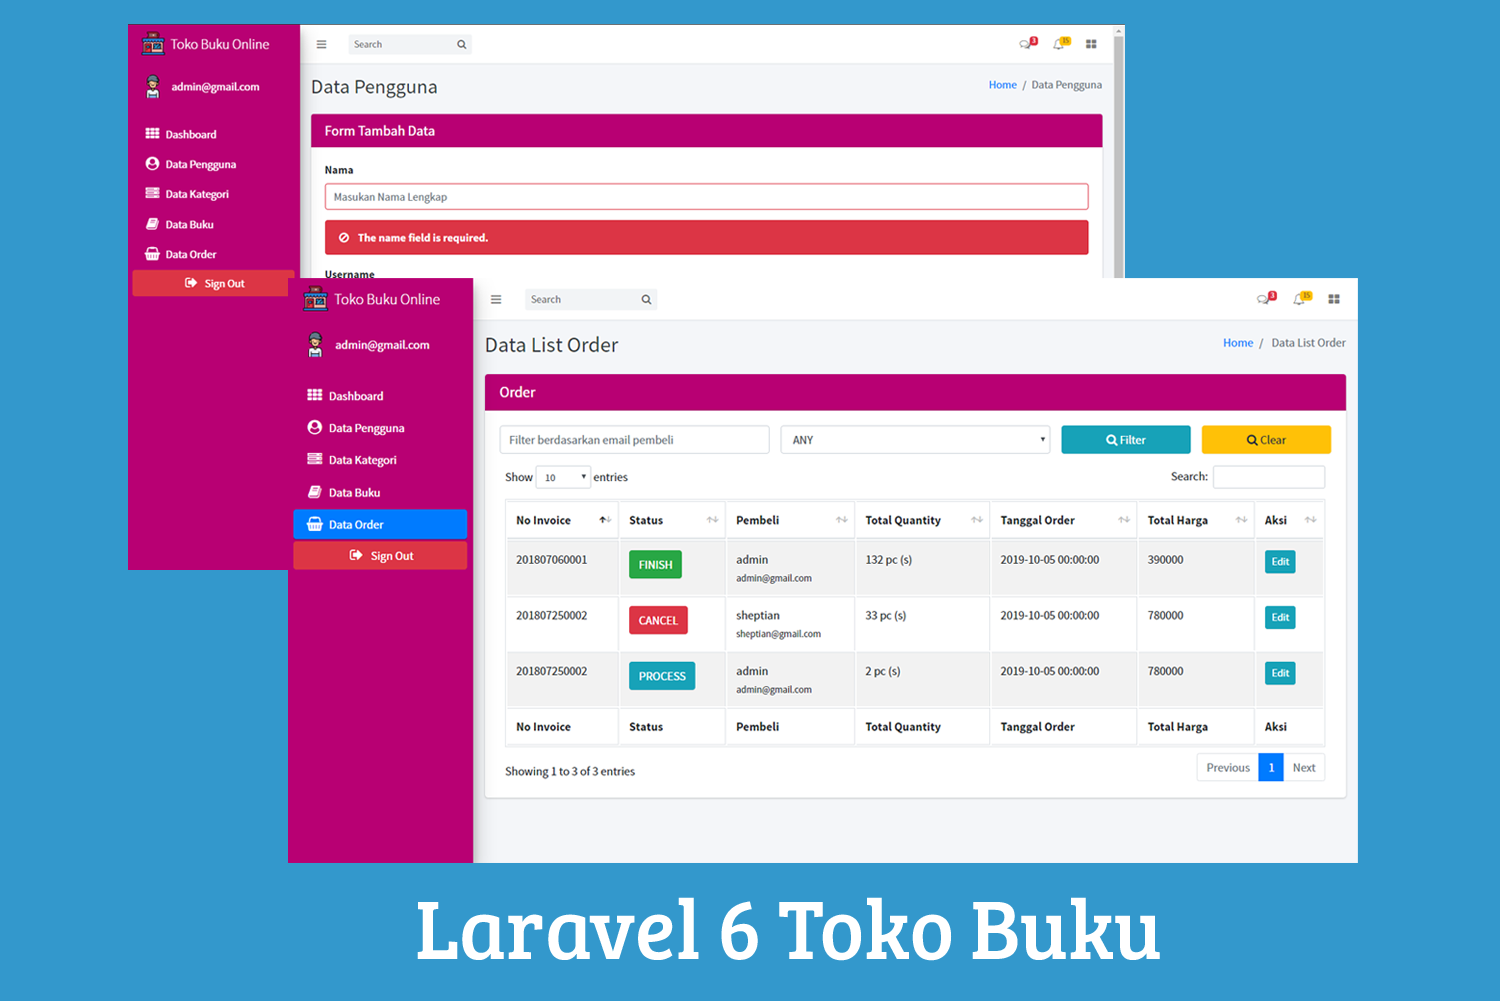 Toko Buku Online
admin@gmail.com
Dashboard
Data Pengguna
Data Kategori
Data Buku
Data Order
Sign Out
Search
3
15
Data Pengguna
Home / Data Pengguna
Form Tambah Data
Nama
Masukan Nama Lengkap
The name field is required.
Username
Toko Buku Online
admin@gmail.com
Dashboard
Data Pengguna
Data Kategori
Data Buku
Data Order
Sign Out
Search
3
15
Data List Order
Home / Data List Order
Order
Filter berdasarkan email pembeli
ANY
Filter
Clear
Show 10 entries
Search:
No Invoice Status Pembeli Total Quantity Tanggal Order Total Harga Aksi
201807060001 FINISH admin 132 pc (s) 2019-10-05 00:00:00 390000 Edit
admin@gmail.com
201807250002 CANCEL sheptian 33 pc (s) 2019-10-05 00:00:00 780000 Edit
sheptian@gmail.com
201807250002 PROCESS admin 2 pc (s) 2019-10-05 00:00:00 780000 Edit
admin@gmail.com
No Invoice Status Pembeli Total Quantity Tanggal Order Total Harga Aksi
Showing 1 to 3 of 3 entries
Previous 1 Next
Laravel 6 Toko Buku